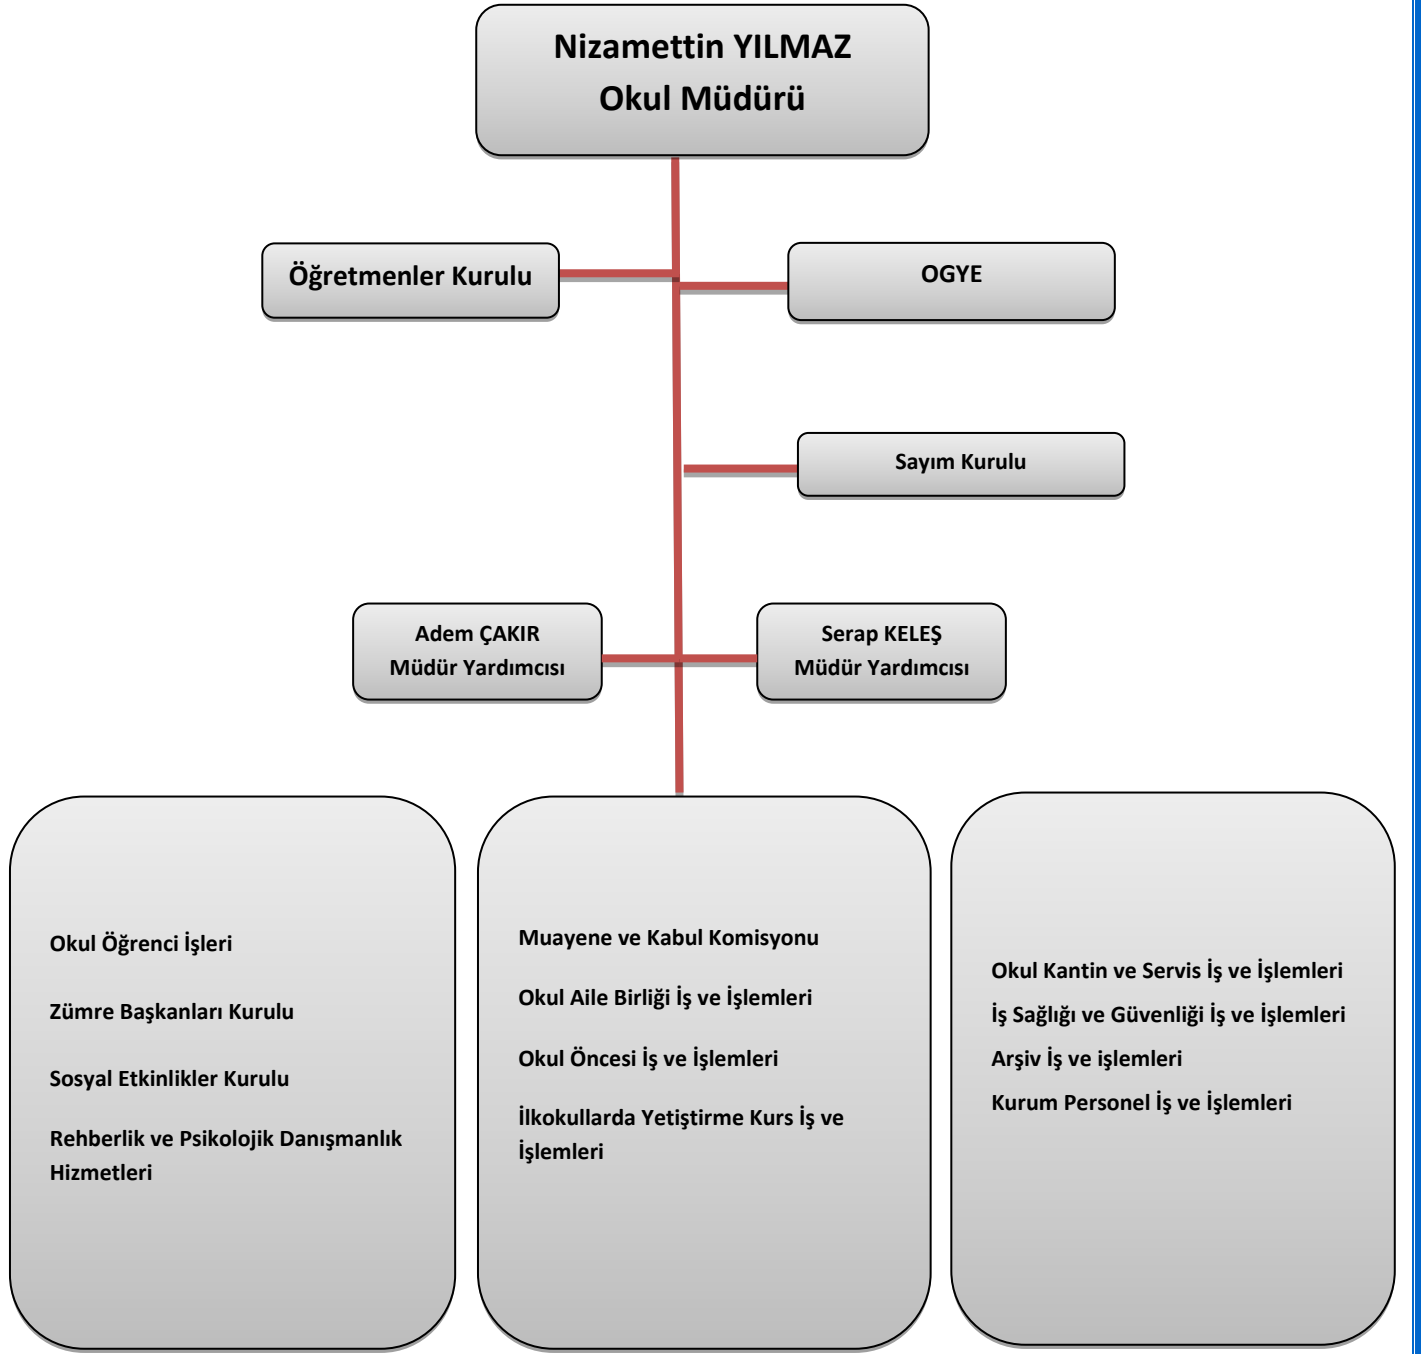 Nizamettin YILMAZ
Okul Müdürü
Öğretmenler Kurulu
OGYE
Sayım Kurulu
Adem ÇAKIR
Müdür Yardımcısı
Serap KELEŞ
Müdür Yardımcısı
Okul Öğrenci İşleri
Zümre Başkanları Kurulu
Sosyal Etkinlikler Kurulu
Rehberlik ve Psikolojik Danışmanlık
Hizmetleri
Muayene ve Kabul Komisyonu
Okul Aile Birliği İş ve İşlemleri
Okul Öncesi İş ve İşlemleri
İlkokullarda Yetiştirme Kurs İş ve
İşlemleri
Okul Kantin ve Servis İş ve İşlemleri
İş Sağlığı ve Güvenliği İş ve İşlemleri
Arşiv İş ve işlemleri
Kurum Personel İş ve İşlemleri